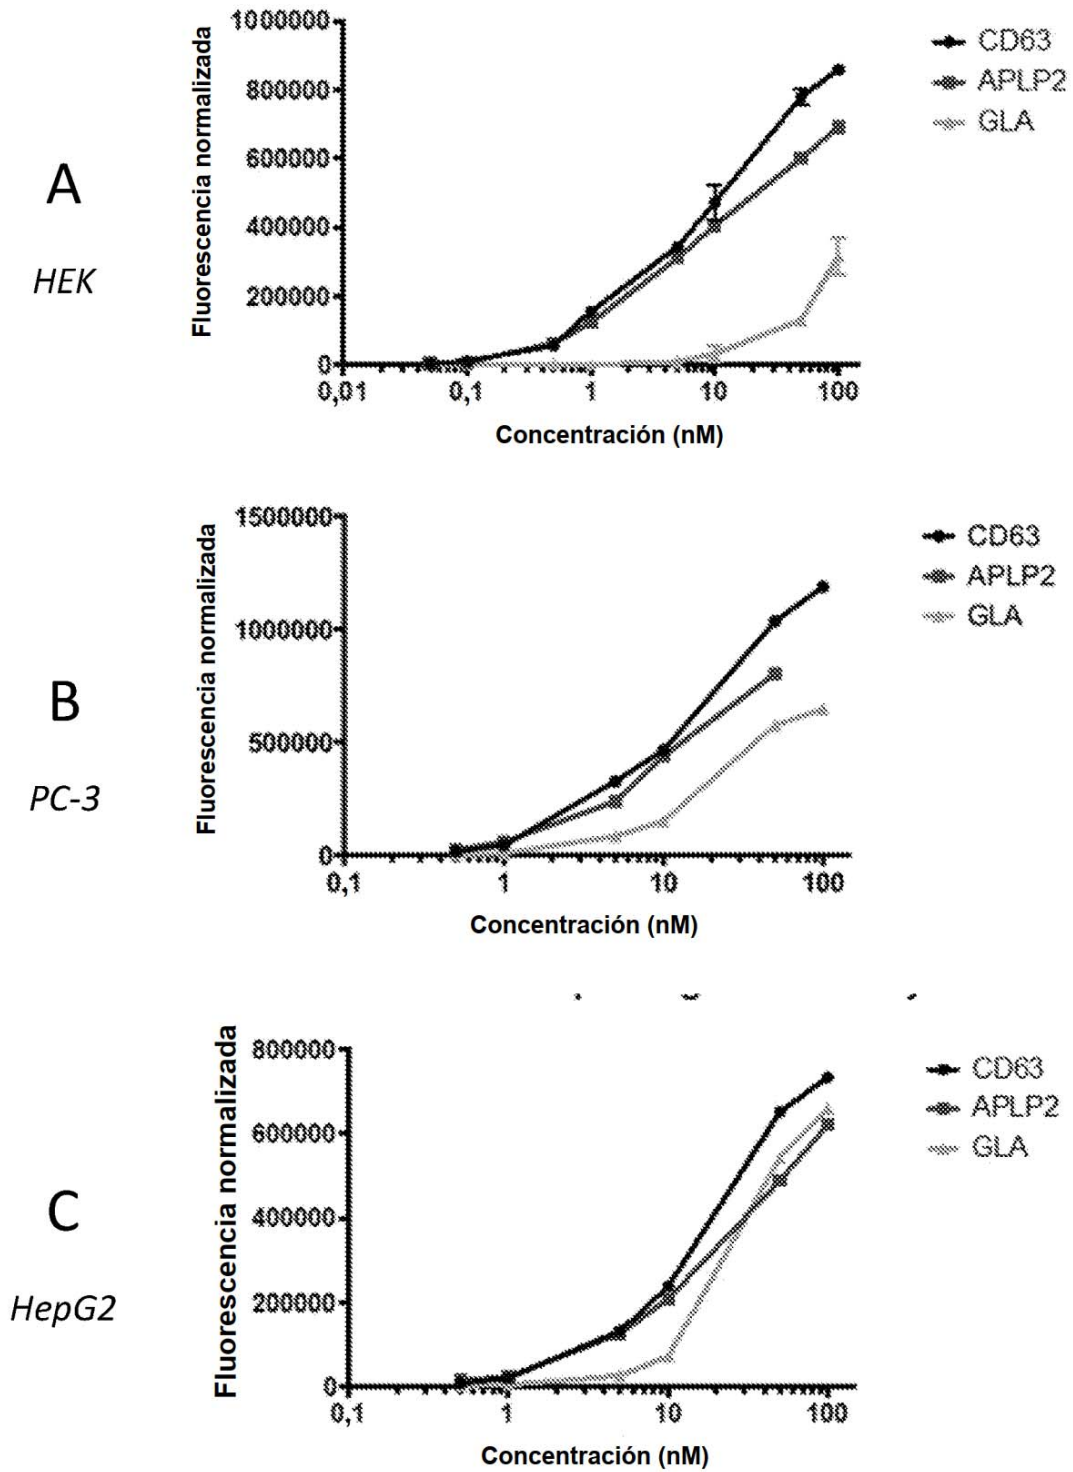 A
HEK
Fluorescencia normalizada
1000000
800000
600000
400000
200000
0
0,01
0,1
1
10
100
Concentración (nM)
CD63
APLP2
GLA
B
PC-3
Fluorescencia normalizada
1500000
1000000
500000
0
0,1
1
10
100
Concentración (nM)
CD63
APLP2
GLA
C
HepG2
Fluorescencia normalizada
800000
600000
400000
200000
0
0,1
1
10
100
Concentración (nM)
CD63
APLP2
GLA